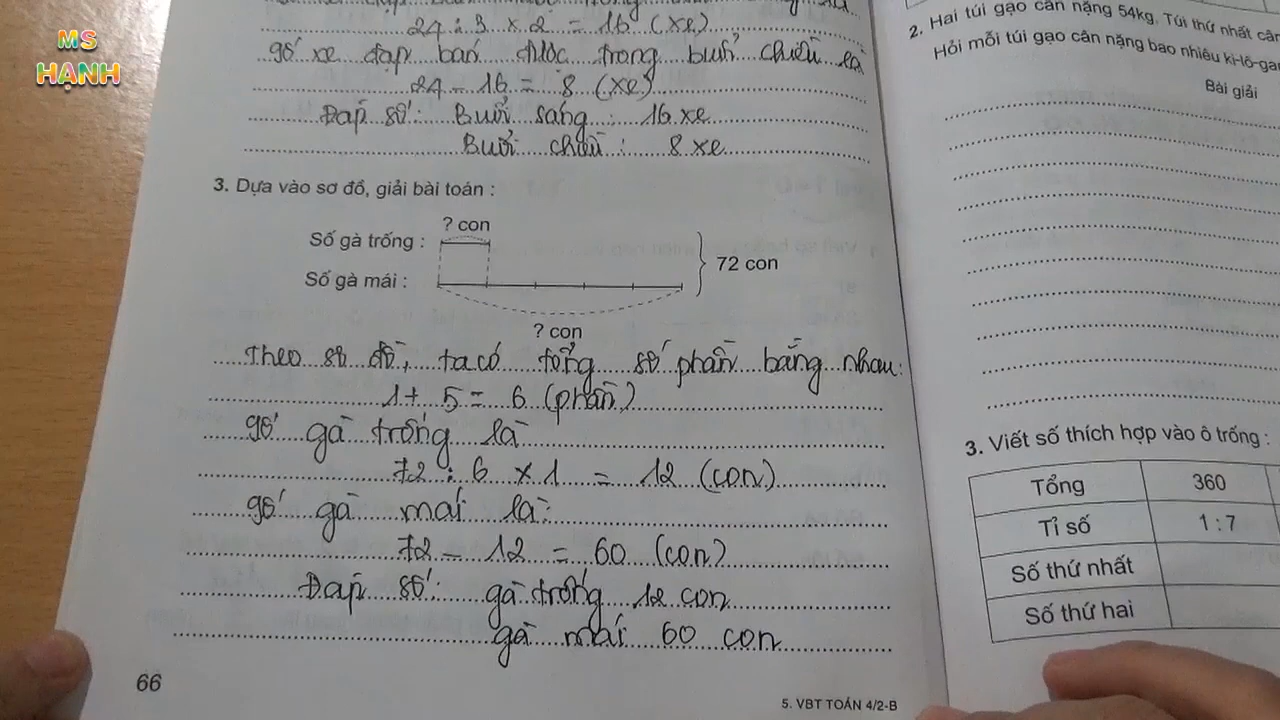 MS
HẠNH
24 : 3 x 2 = 16 (xe)
Số xe đạp bán được trong buổi chiều là
24 - 16 = 8 (xe)
Đáp số: Buổi sáng : 16 xe
Buổi chiều : 8 xe
3. Dựa vào sơ đồ, giải bài toán :
? con
Số gà trống :
Số gà mái :
72 con
? con
Theo sơ đồ, ta có tổng số phần bằng nhau:
1 + 5 = 6 (phần)
Số gà trống là
72 : 6 x 1 = 12 (con)
Số gà mái là:
72 - 12 = 60 (con)
Đáp số: gà trống 12 con
gà mái 60 con
66
5. VBT TOÁN 4/2-B
2. Hai túi gạo cân nặng 54kg. Túi thứ nhất cân
Hỏi mỗi túi gạo cân nặng bao nhiêu ki-lô-gam
Bài giải
3. Viết số thích hợp vào ô trống :
Tổng 360
Tỉ số 1 : 7
Số thứ nhất
Số thứ hai